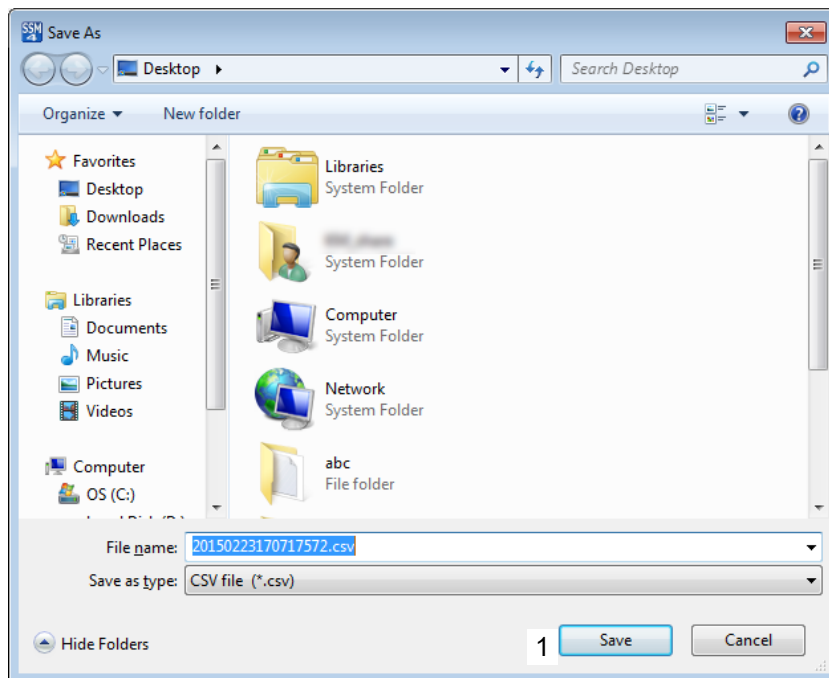 SSM
4
Save As
Desktop
Search Desktop
Organize
New folder
Favorites
Desktop
Downloads
Recent Places
Libraries
Documents
Music
Pictures
Videos
Computer
OS (C:)
Libraries
System Folder
System Folder
Computer
System Folder
Network
System Folder
abc
File folder
File name:
20150223170717572.csv
Save as type:
CSV file (*.csv)
Hide Folders
1
Save
Cancel